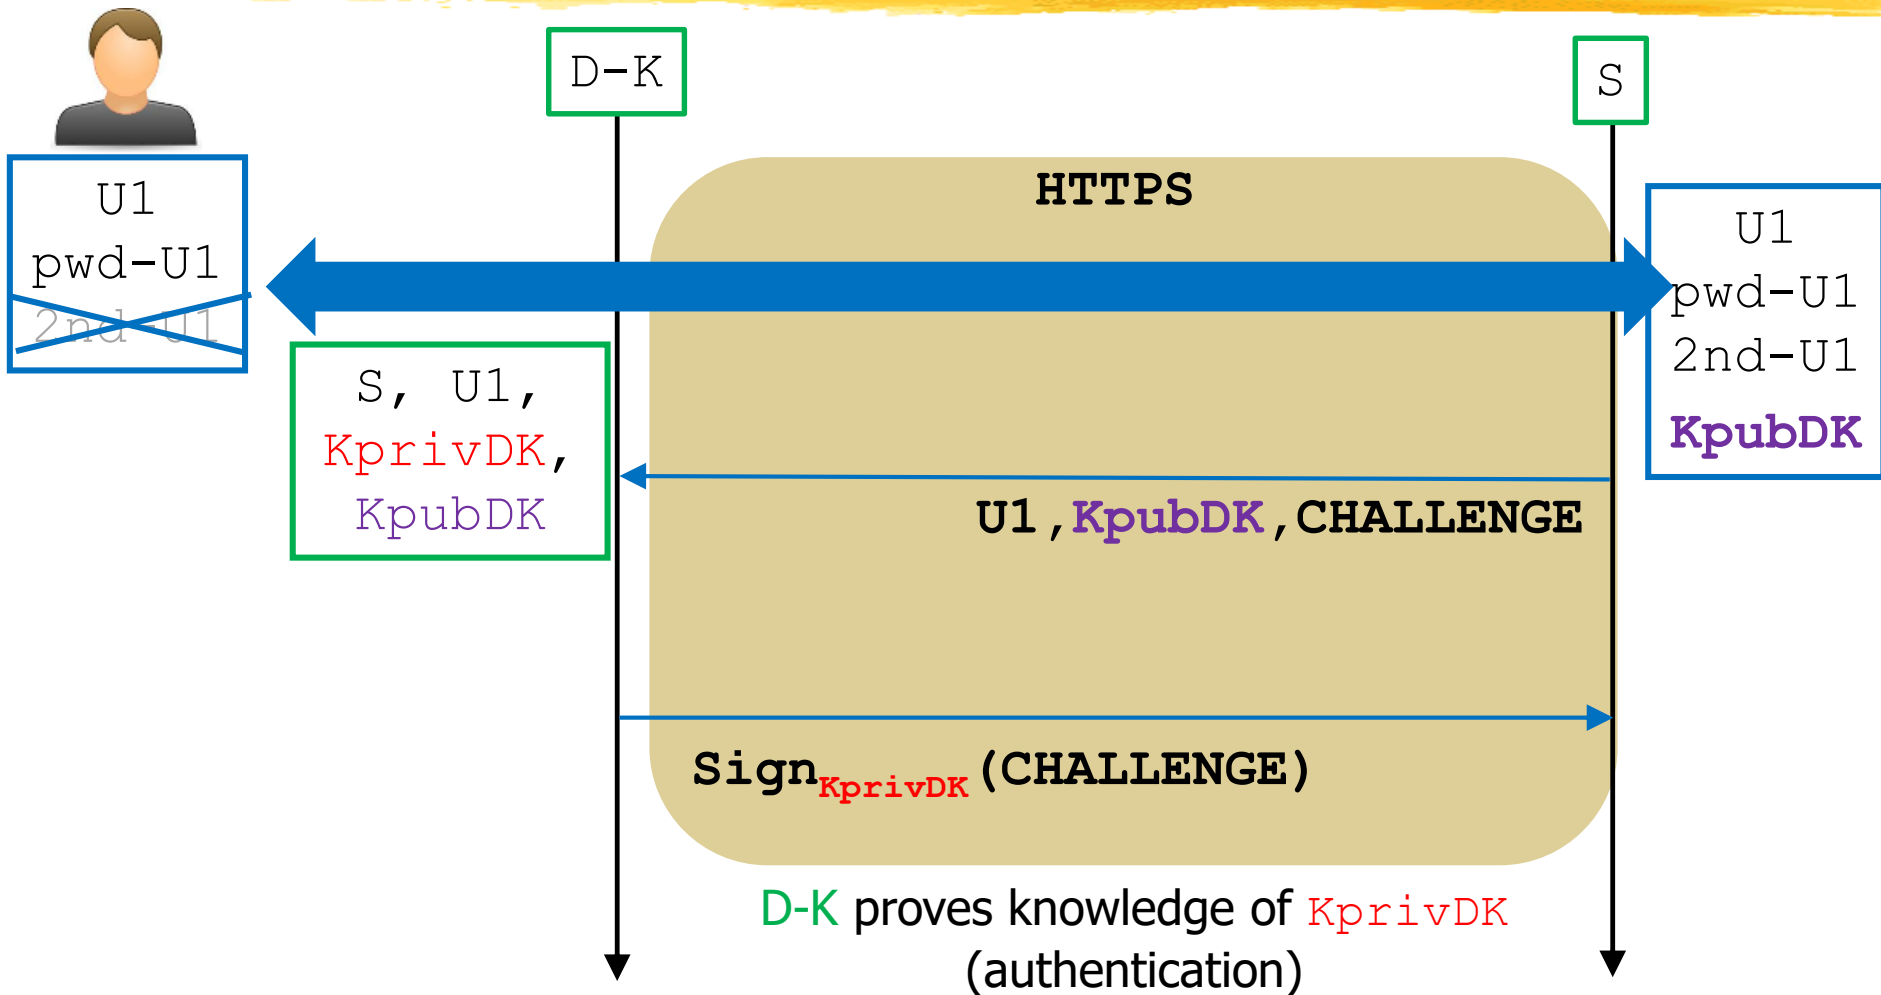 D-K
S
HTTPS
U1
pwd-U1
2nd-U1
U1
pwd-U1
2nd-U1
KpubDK
S, U1,
KprivDK,
KpubDK
U1,KpubDK,CHALLENGE
SignKprivDK(CHALLENGE)
D-K proves knowledge of KprivDK
(authentication)